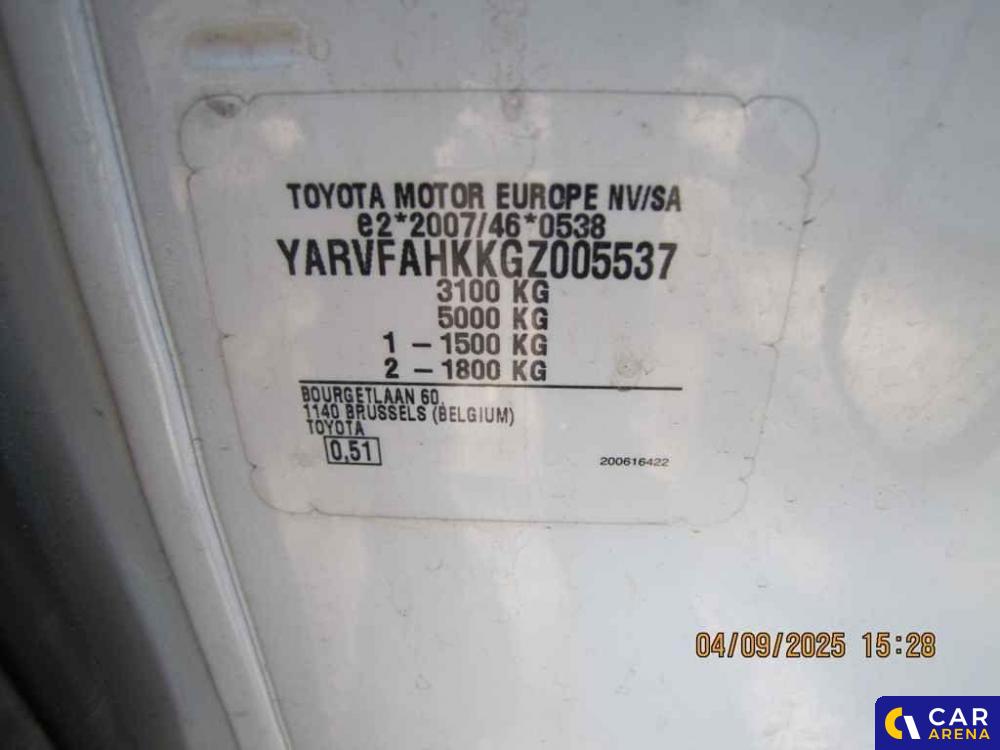 TOYOTA MOTOR EUROPE NV/SA
e2*2007/46*0538
YARVFAHKKGZ005537
3100 KG
5000 KG
1 - 1500 KG
2 - 1800 KG
BOURGETLAAN 60,
1140 BRUSSELS (BELGIUM)
TOYOTA
0,51
200616422
04/09/2025 15:28
CAR
ARENA